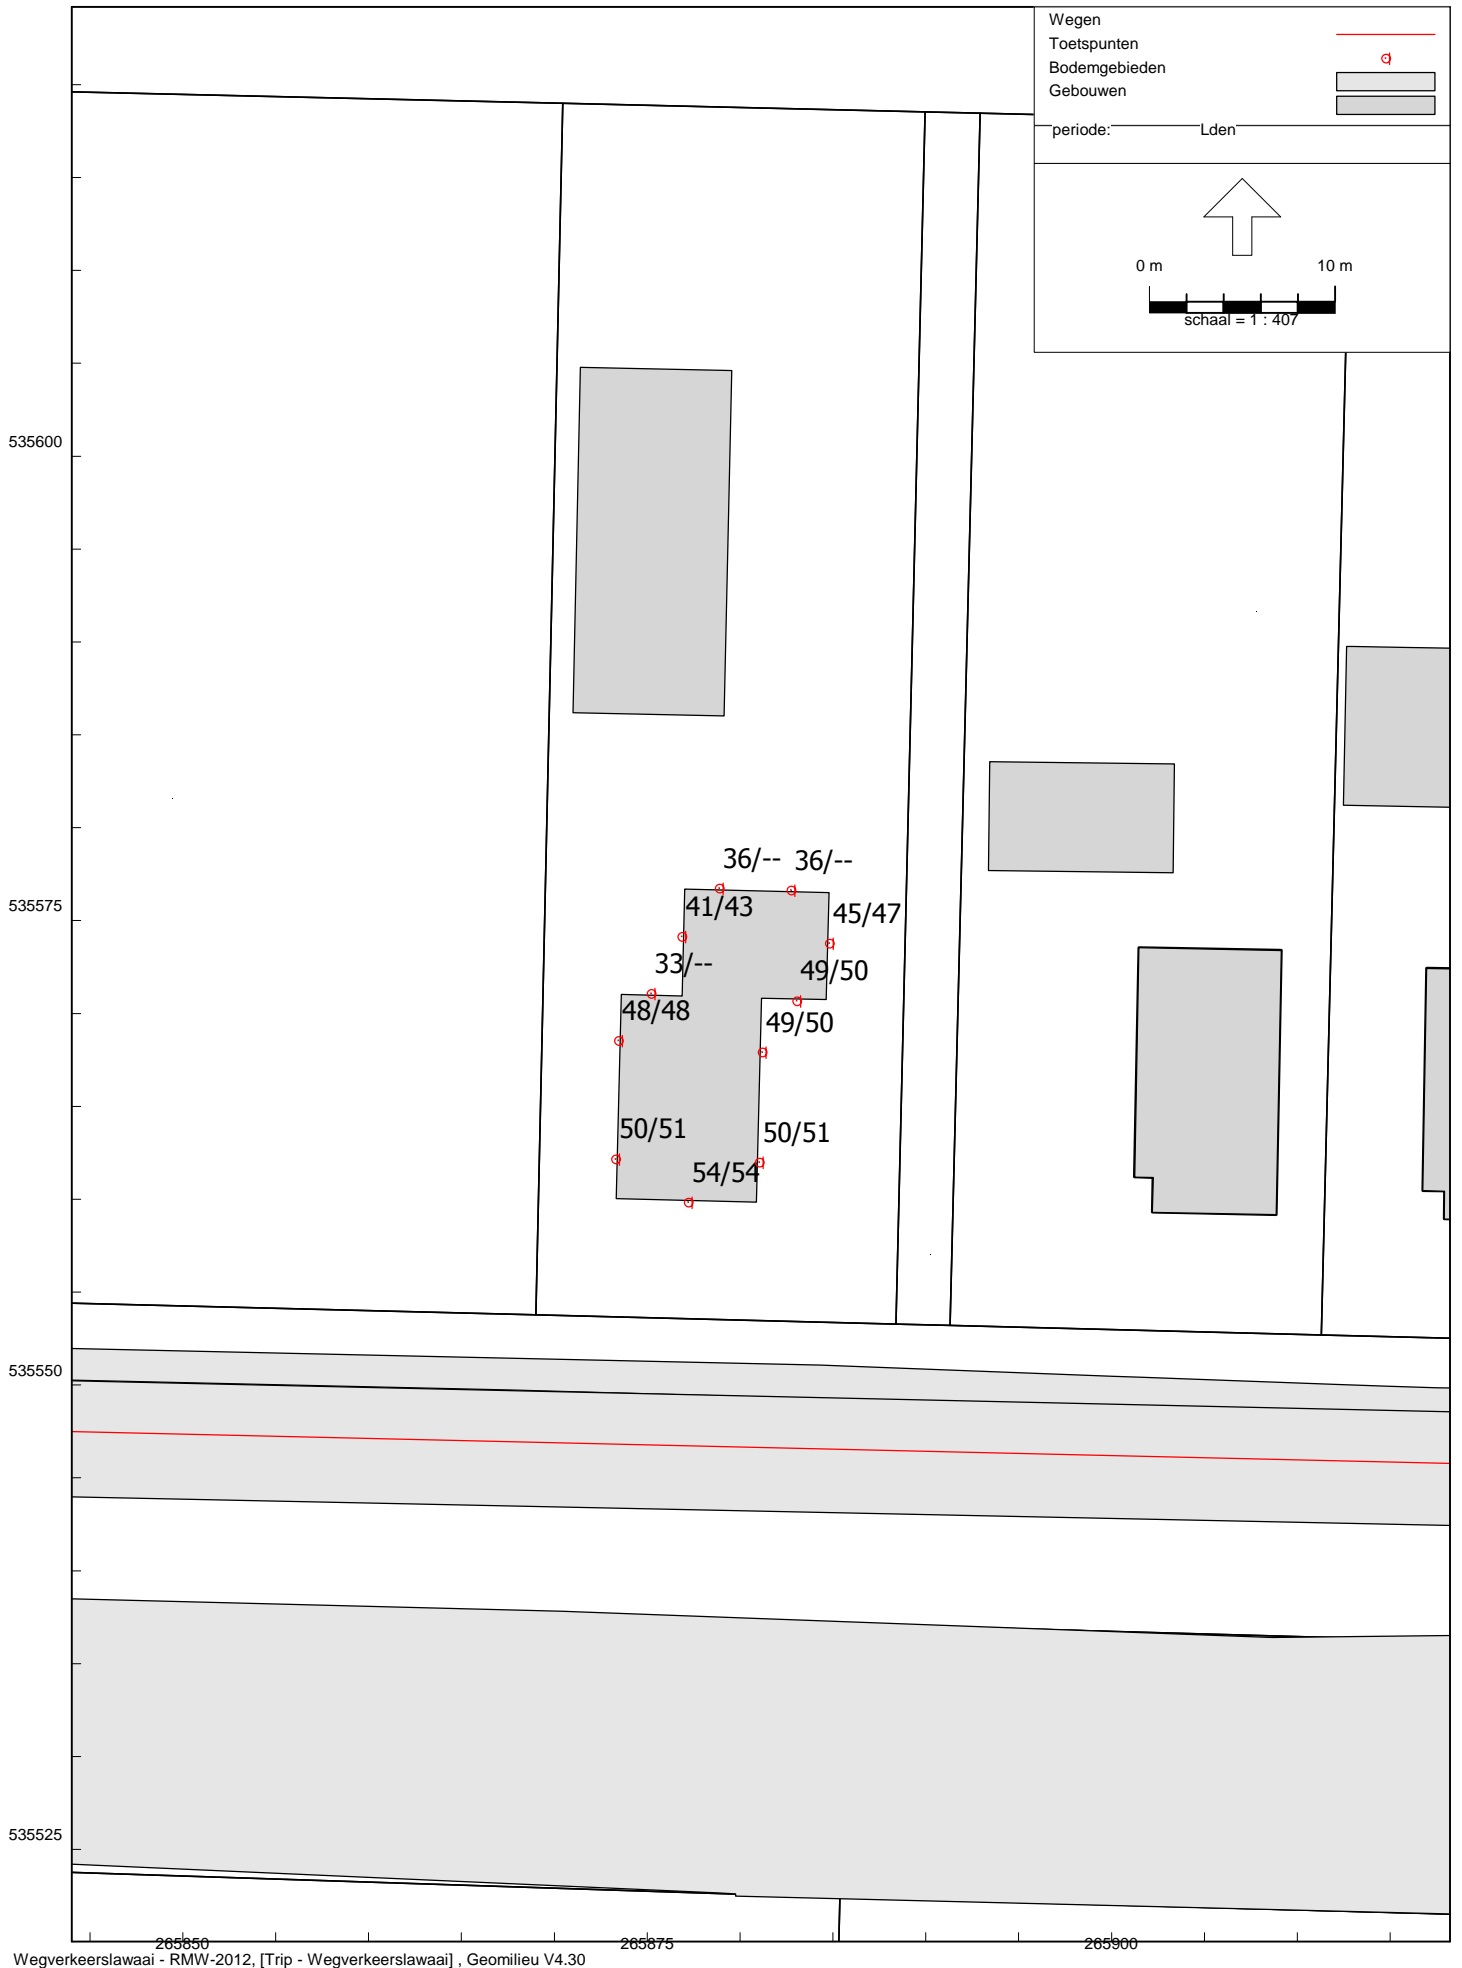 Wegen
Toetspunten
Bodemgebieden
Gebouwen
periode: Lden
0 m 10 m
schaal = 1 : 407
535600
36/-- 36/--
535575
41/43 45/47
33/-- 49/50
48/48 49/50
50/51 50/51
54/54
535550
535525
265850 265875 265900
Wegverkeerslawaai - RMW-2012, [Trip - Wegverkeerslawaai] , Geomilieu V4.30